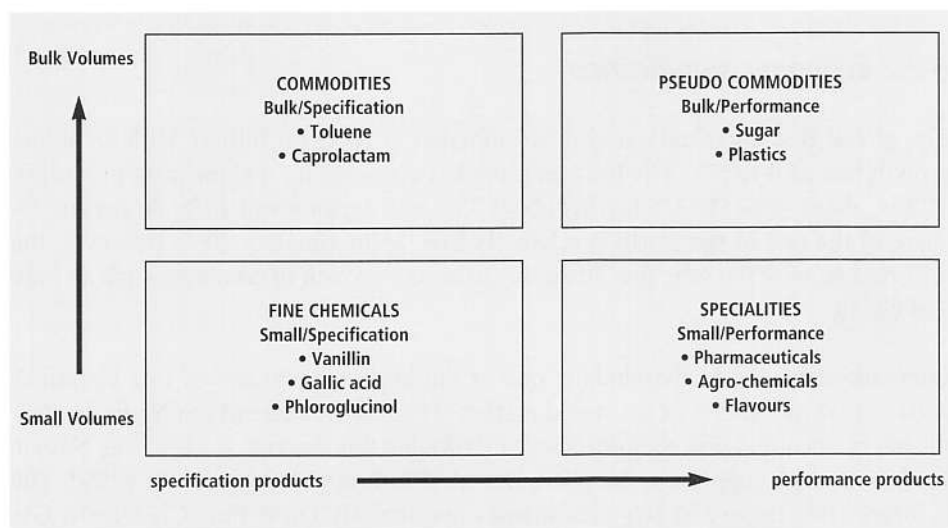 Bulk Volumes
COMMODITIES
Bulk/Specification
• Toluene
• Caprolactam
PSEUDO COMMODITIES
Bulk/Performance
• Sugar
• Plastics
FINE CHEMICALS
Small/Specification
• Vanillin
• Gallic acid
• Phloroglucinol
SPECIALITIES
Small/Performance
• Pharmaceuticals
• Agro-chemicals
• Flavours
Small Volumes
specification products
performance products